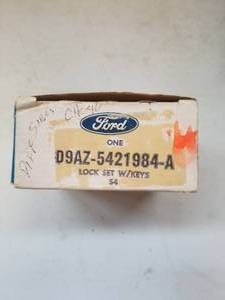 Ford
ONE
D9AZ-5421984-A
LOCK SET W/KEYS
54